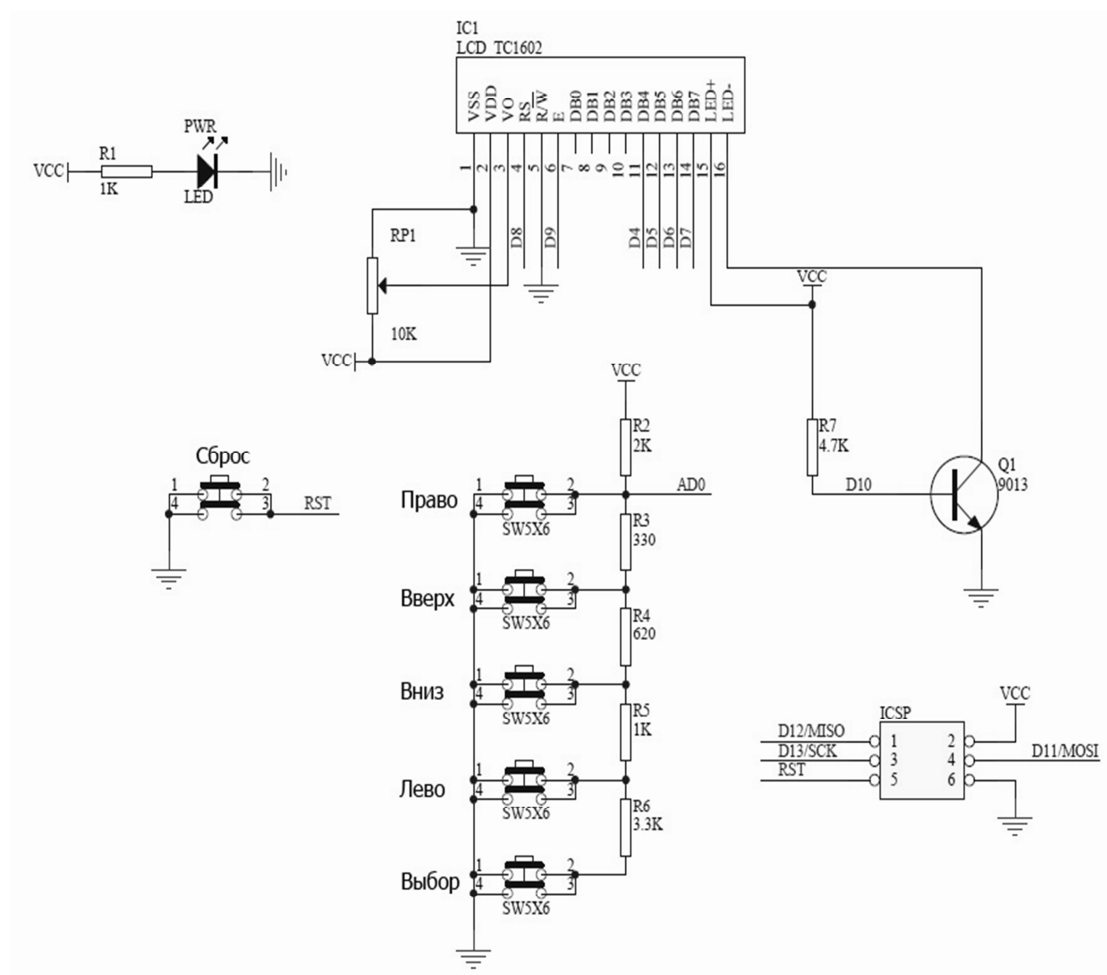 IC1
LCD TC1602
VSS
VDD
VO
RS
R/W
E
DB0
DB1
DB2
DB3
DB4
DB5
DB6
DB7
LED+
LED-
1
2
3
4
5
6
7
8
9
10
11
12
13
14
15
16
D8
D9
D4
D5
D6
D7
PWR
VCC
R1
1K
LED
RP1
10K
VCC
VCC
R7
4.7K
D10
Q1
9013
VCC
R2
2K
AD0
Сброс
1 2
4 3
RST
Право
1 2
4 3
SW5X6
R3
330
Вверх
1 2
4 3
SW5X6
R4
620
Вниз
1 2
4 3
SW5X6
R5
1K
Лево
1 2
4 3
SW5X6
R6
3.3K
Выбор
1 2
4 3
SW5X6
VCC
ICSP
D12/MISO 1 2
D13/SCK 3 4 D11/MOSI
RST 5 6